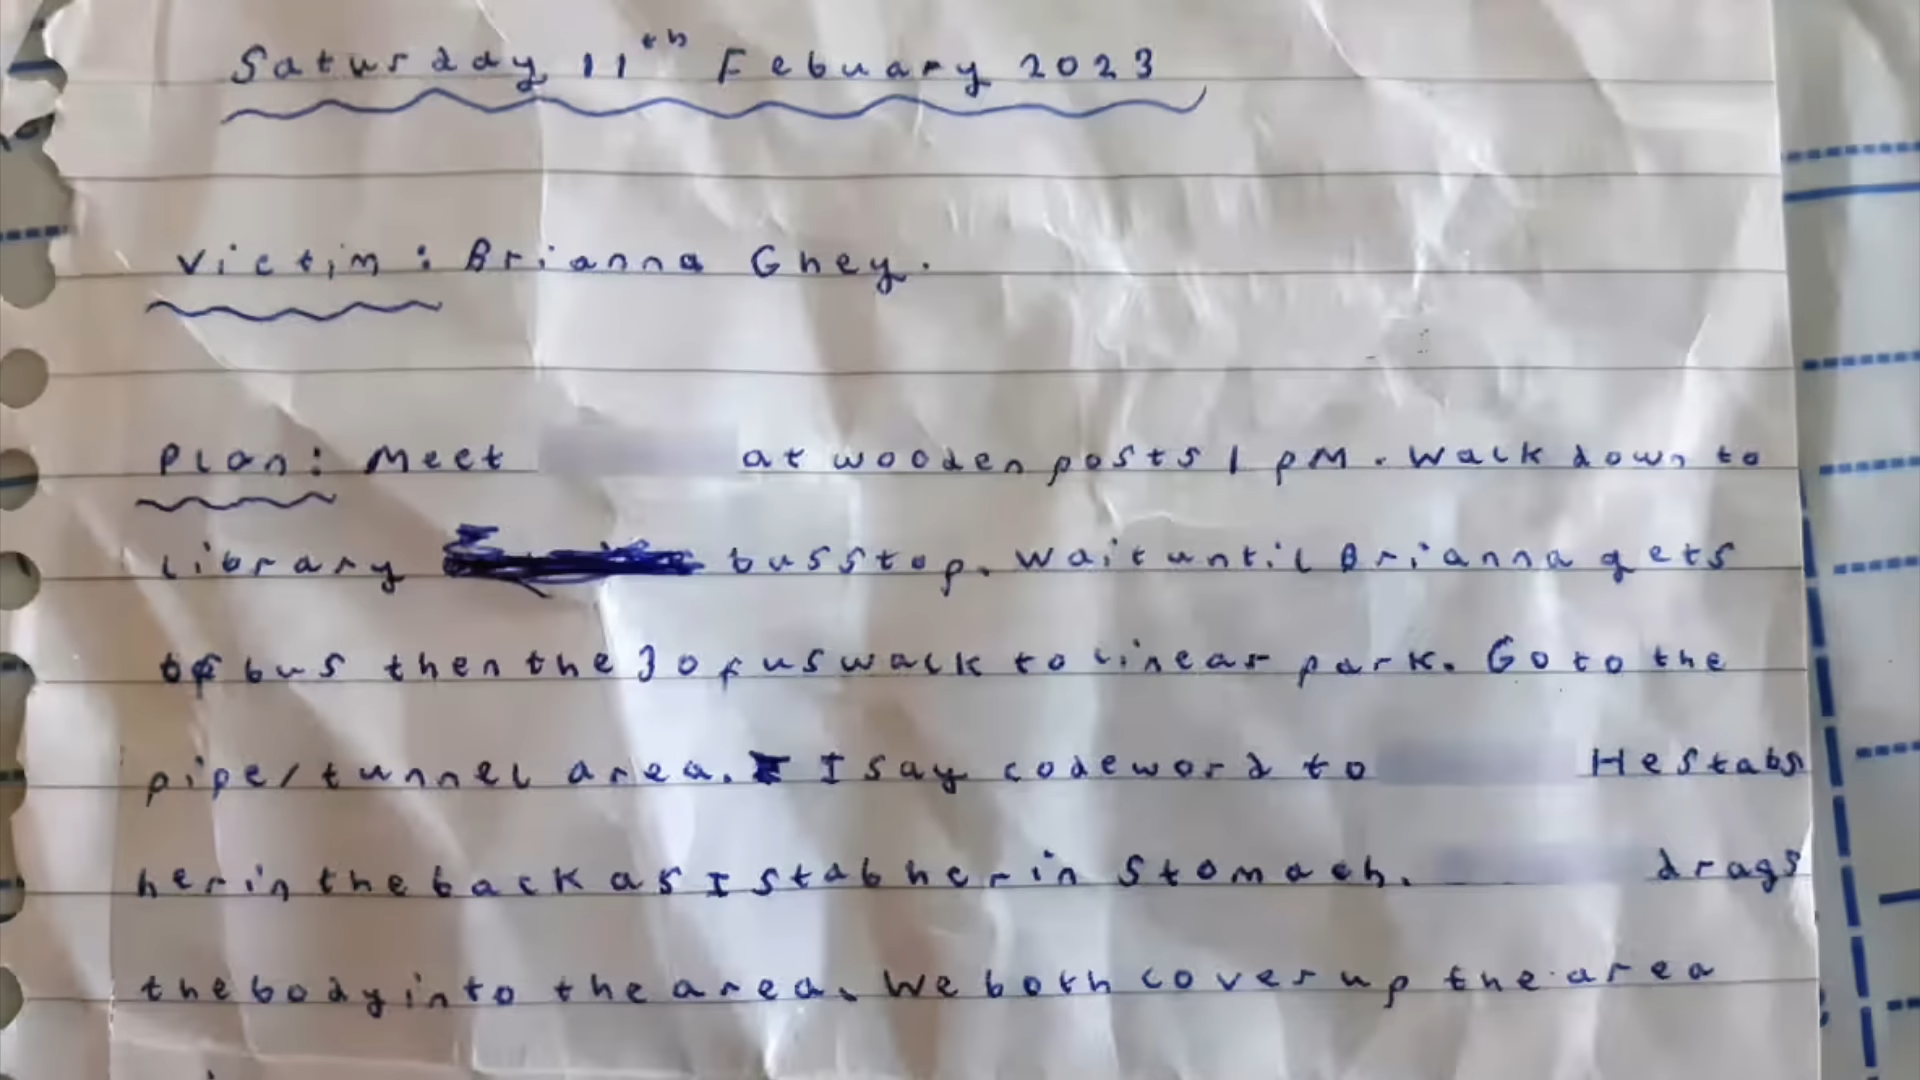 Saturday 11th Febuary 2023
Victim: Brianna Ghey.
Plan: Meet at wooden posts 1 pM. Walk down to
library bus stop. Wait until Brianna gets
of bus then the 3 of us walk to linear park. Go to the
pipe/tunnel area. I say codeword to He stabs
her in the back as I stab her in stomach. drags
the body into the area. We both cover up the area